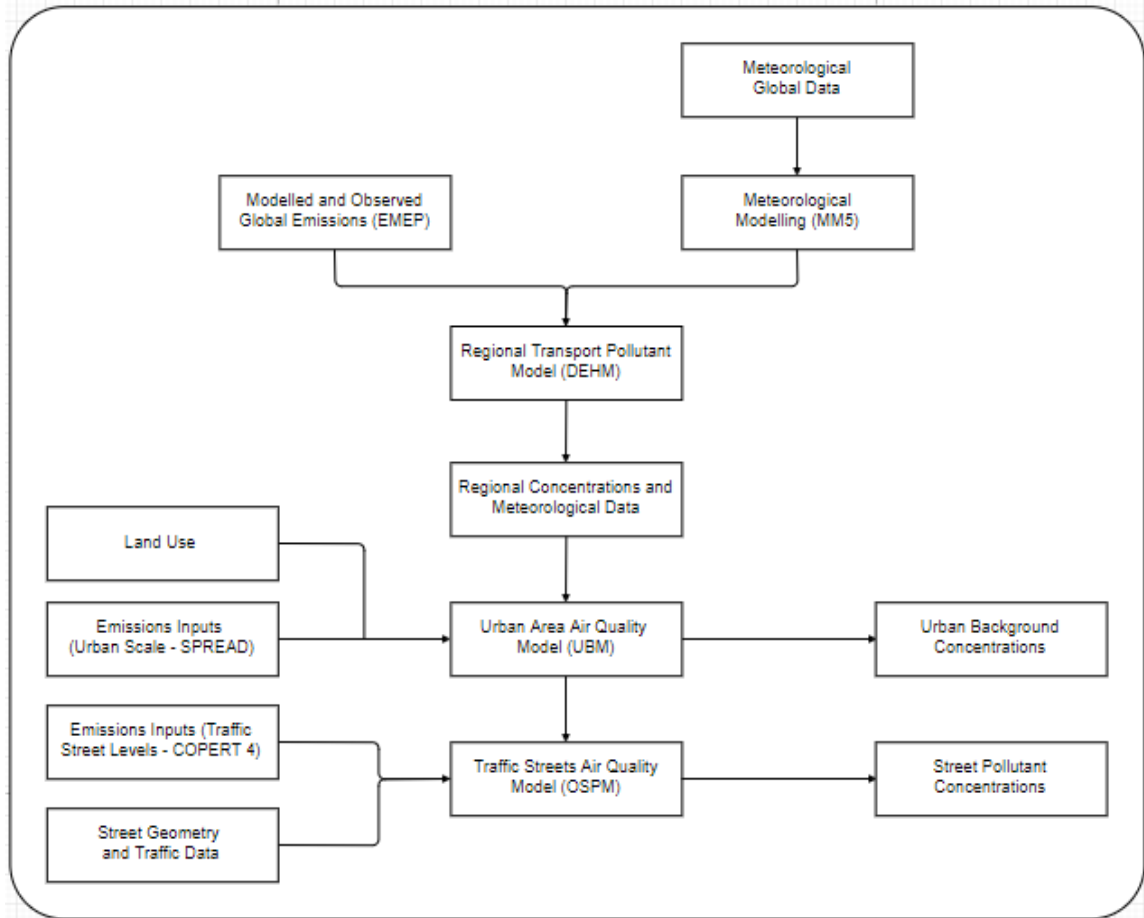 Meteorological
Global Data
Modelled and Observed
Global Emissions (EMEP)
Meteorological
Modelling (MM5)
Regional Transport Pollutant
Model (DEHM)
Regional Concentrations and
Meteorological Data
Land Use
Emissions Inputs
(Urban Scale - SPREAD)
Urban Area Air Quality
Model (UBM)
Urban Background
Concentrations
Emissions Inputs (Traffic
Street Levels - COPERT 4)
Traffic Streets Air Quality
Model (OSPM)
Street Pollutant
Concentrations
Street Geometry
and Traffic Data